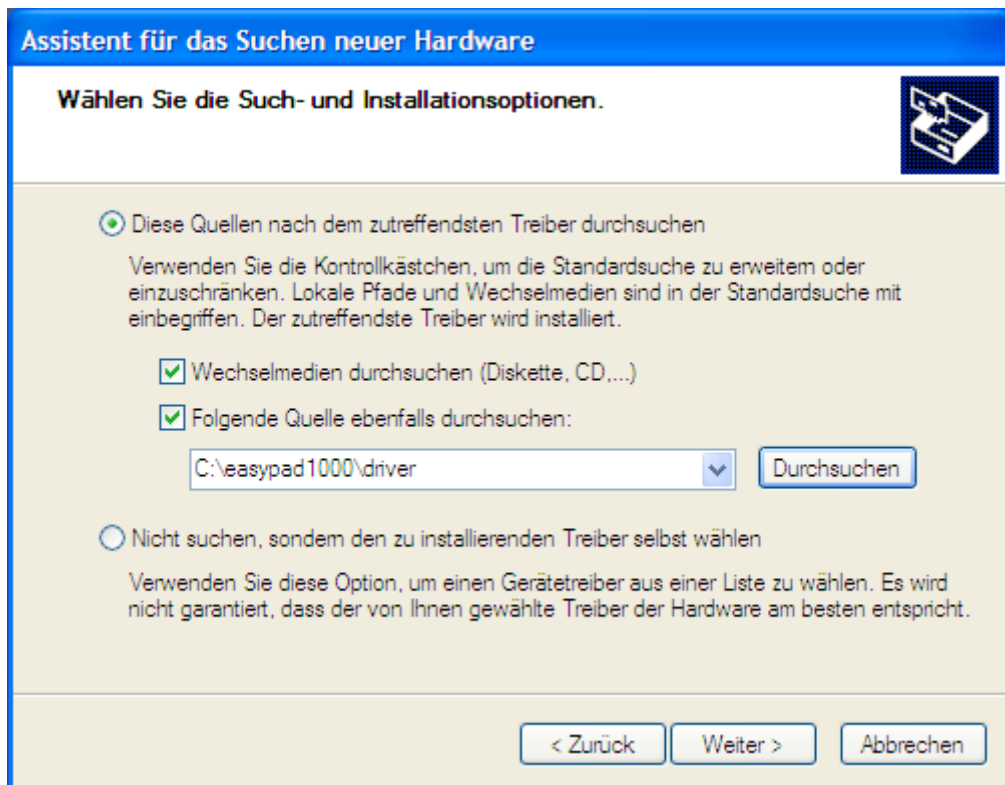 Assistent für das Suchen neuer Hardware
Wählen Sie die Such- und Installationsoptionen.
Diese Quellen nach dem zutreffendsten Treiber durchsuchen
Verwenden Sie die Kontrollkästchen, um die Standardsuche zu erweitern oder
einzuschränken. Lokale Pfade und Wechselmedien sind in der Standardsuche mit
einbegriffen. Der zutreffendste Treiber wird installiert.
Wechselmedien durchsuchen (Diskette, CD,...)
Folgende Quelle ebenfalls durchsuchen:
C:\easypad1000\driver
Durchsuchen
Nicht suchen, sondern den zu installierenden Treiber selbst wählen
Verwenden Sie diese Option, um einen Gerätetreiber aus einer Liste zu wählen. Es wird
nicht garantiert, dass der von Ihnen gewählte Treiber der Hardware am besten entspricht.
< Zurück
Weiter >
Abbrechen